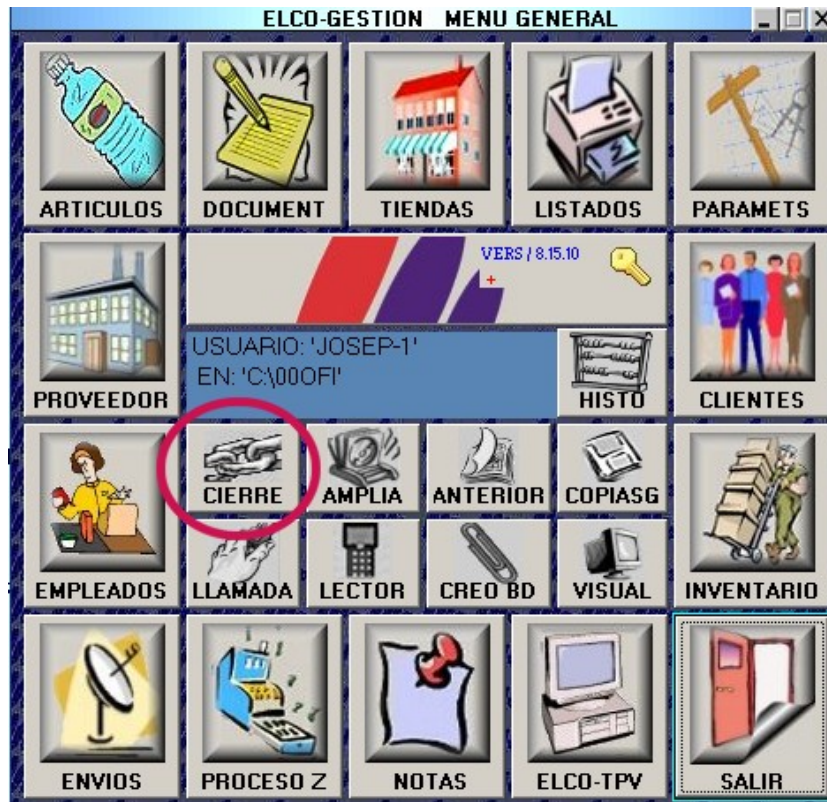 ELCO-GESTION MENU GENERAL
ARTICULOS
DOCUMENT
TIENDAS
LISTADOS
PARAMETS
PROVEEDOR
VERS / 8.15.10
+
USUARIO: 'JOSEP-1'
EN: 'C:\00OFI'
HISTO
CLIENTES
EMPLEADOS
CIERRE
AMPLIA
ANTERIOR
COPIASG
LLAMADA
LECTOR
CREO BD
VISUAL
INVENTARIO
ENVIOS
PROCESO Z
NOTAS
ELCO-TPV
SALIR